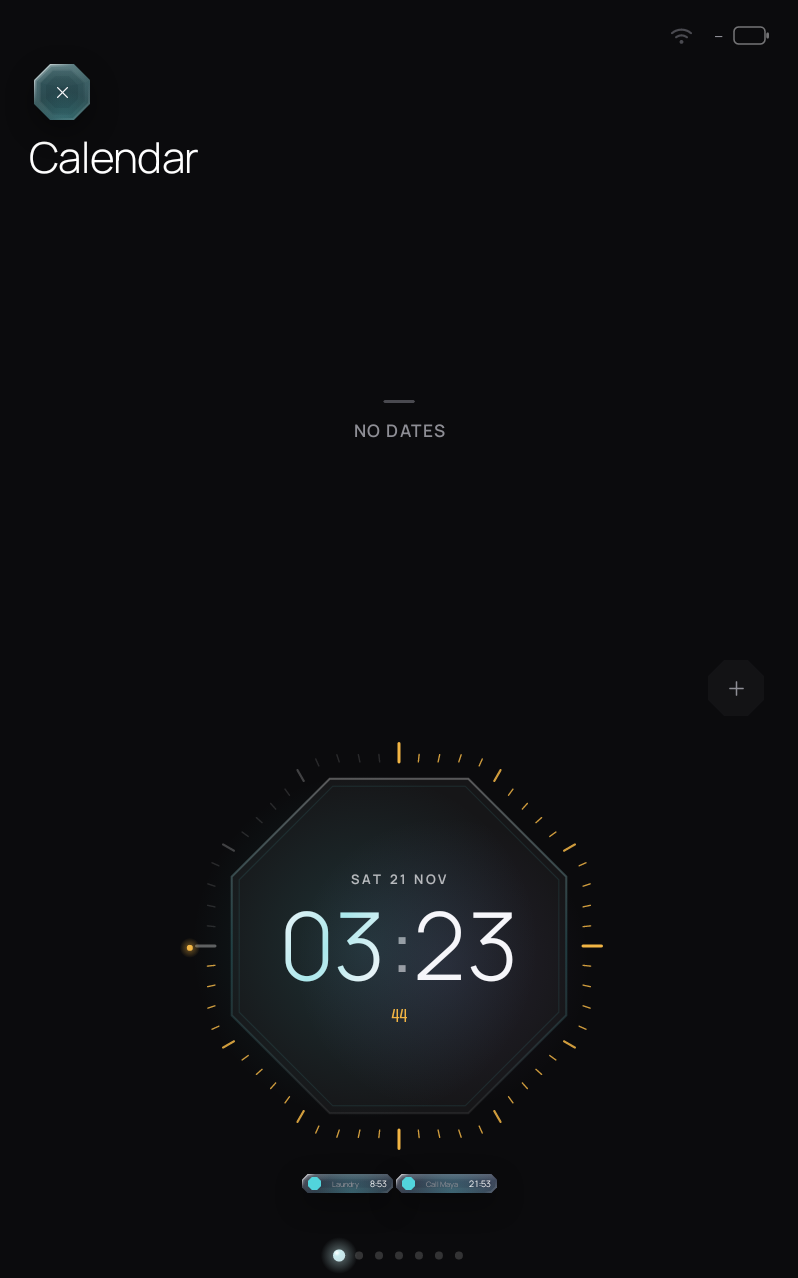 Calendar
NO DATES
SAT 21 NOV
03:23
44
Laundry 8:53
Call Maya 21:53